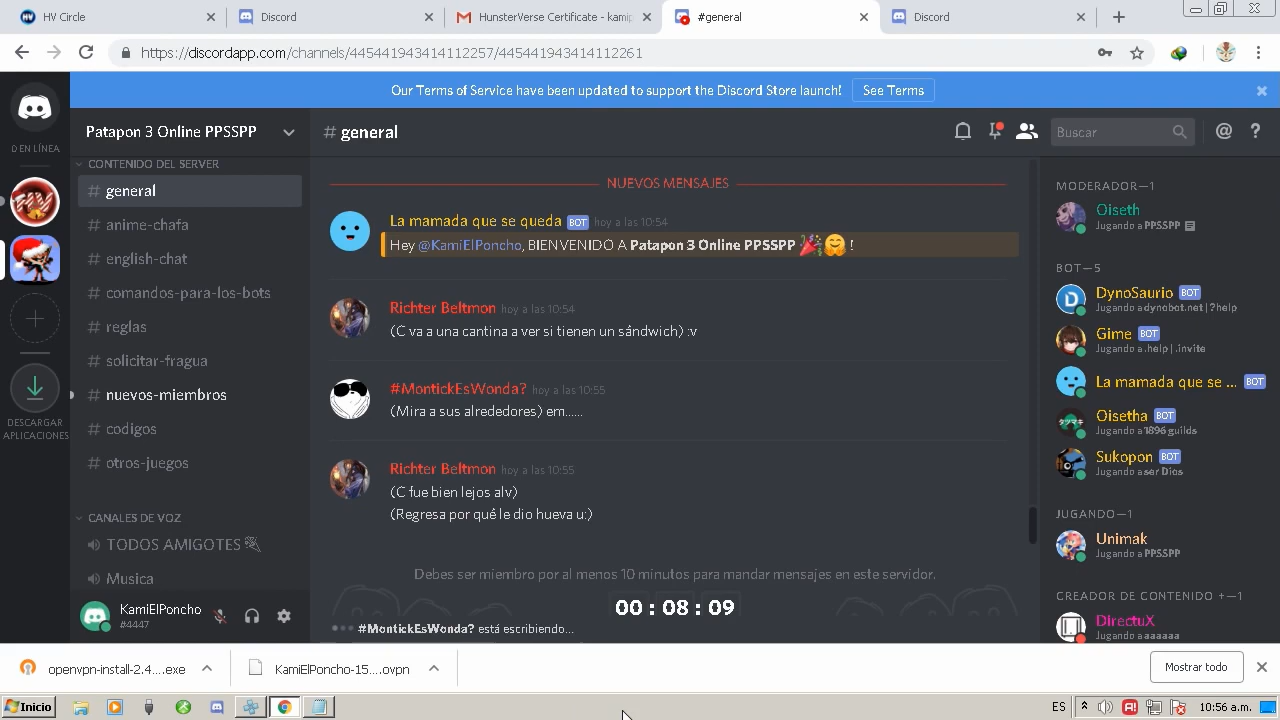 HV Circle
Discord
HunsterVerse Certificate - kami
#general
Discord
https://discordapp.com/channels/445441943414112257/445441943414112261
Our Terms of Service have been updated to support the Discord Store launch!
See Terms
0 EN LÍNEA
DESCARGAR
APLICACIONES
Patapon 3 Online PPSSPP
CONTENIDO DEL SERVER
# general
# anime-chafa
# english-chat
# comandos-para-los-bots
# reglas
# solicitar-fragua
# nuevos-miembros
# codigos
# otros-juegos
CANALES DE VOZ
TODOS AMIGOTES
Musica
KamiElPoncho
#4447
# general
Buscar
NUEVOS MENSAJES
La mamada que se queda BOT hoy a las 10:54
Hey @KamiElPoncho, BIENVENIDO A Patapon 3 Online PPSSPP 🎉🤗 !
Richter Beltmon hoy a las 10:54
(C va a una cantina a ver si tienen un sándwich) :v
#MontickEsWonda? hoy a las 10:55
(Mira a sus alrededores) em......
Richter Beltmon hoy a las 10:55
(C fue bien lejos alv)
(Regresa por qué le dio hueva u:)
Debes ser miembro por al menos 10 minutos para mandar mensajes en este servidor.
00 : 08 : 09
#MontickEsWonda? está escribiendo...
MODERADOR—1
Oiseth
Jugando a PPSSPP
BOT—5
DynoSaurio BOT
Jugando a dynobot.net | ?help
Gime BOT
Jugando a .help | .invite
La mamada que se ... BOT
Oisetha BOT
Jugando a 1896 guilds
Sukopon BOT
Jugando a ser Dios
JUGANDO—1
Unimak
Jugando a PPSSPP
CREADOR DE CONTENIDO +—1
DirectuX
Jugando a aaaaaa
openvpn-install-2.4....exe
KamiElPoncho-15....ovpn
Mostrar todo
Inicio
ES
10:56 a.m.